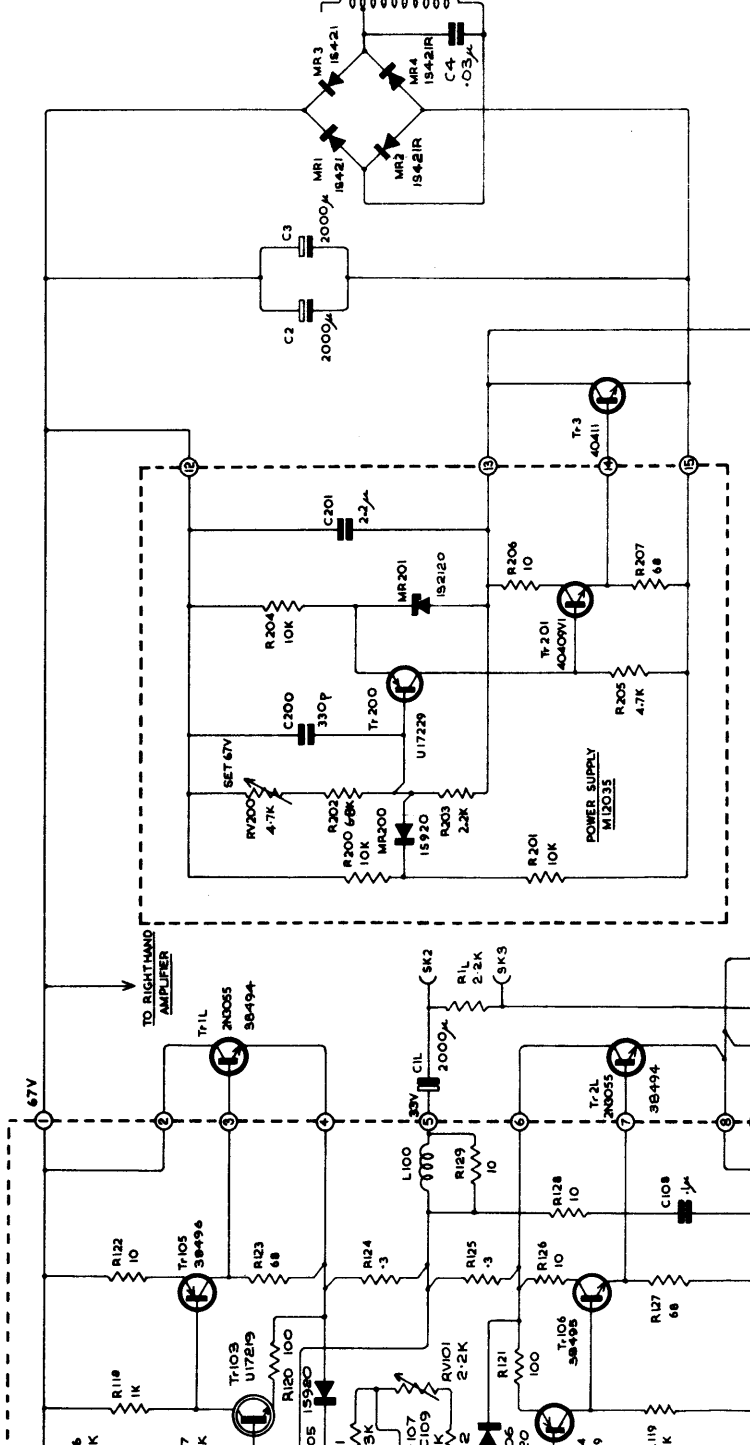 MR3
1S421
MR4
1S421R
C4
.03μ
MR1
1S421
MR2
1S421R
C3
2000μ
C2
2000μ
Tr3
40411
12
13
14
15
C201
2.2μ
MR201
1S2120
R206
10
R207
68
R204
10K
Tr201
40409V1
C200
330P
Tr200
U17229
R205
4.7K
SET 67V
RV200
4.7K
R202
6.8K
R200
10K
MR200
1S920
R203
2.2K
R201
10K
POWER SUPPLY
M12035
TO RIGHT HAND
AMPLIFIER
SK2
R1L
2.2K
SK3
Tr1L
2N3055
38494
C1L
2000μ
33V
Tr2L
2N3055
38494
67V
1
2
3
4
5
6
7
8
L100
R129
10
R128
10
C108
.1μ
R122
10
Tr105
38496
R123
68
R124
.3
R125
.3
R126
10
Tr106
38495
R127
68
R118
1K
Tr103
U17219
R120
100
1S920
RV101
2.2K
R121
100